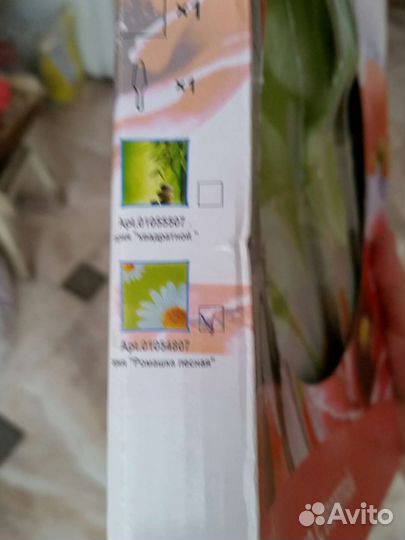 x1
x1
Арт.01055507
"квадратной"
Арт.01054807
"Ромашка лесная"
Avito